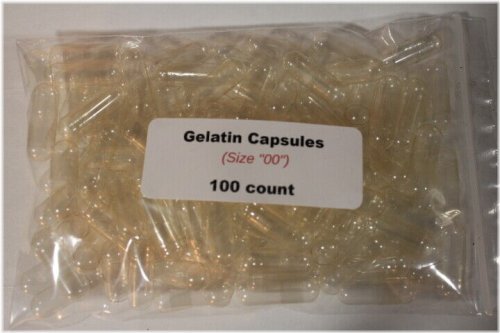 Gelatin Capsules
(Size "00")
100 count